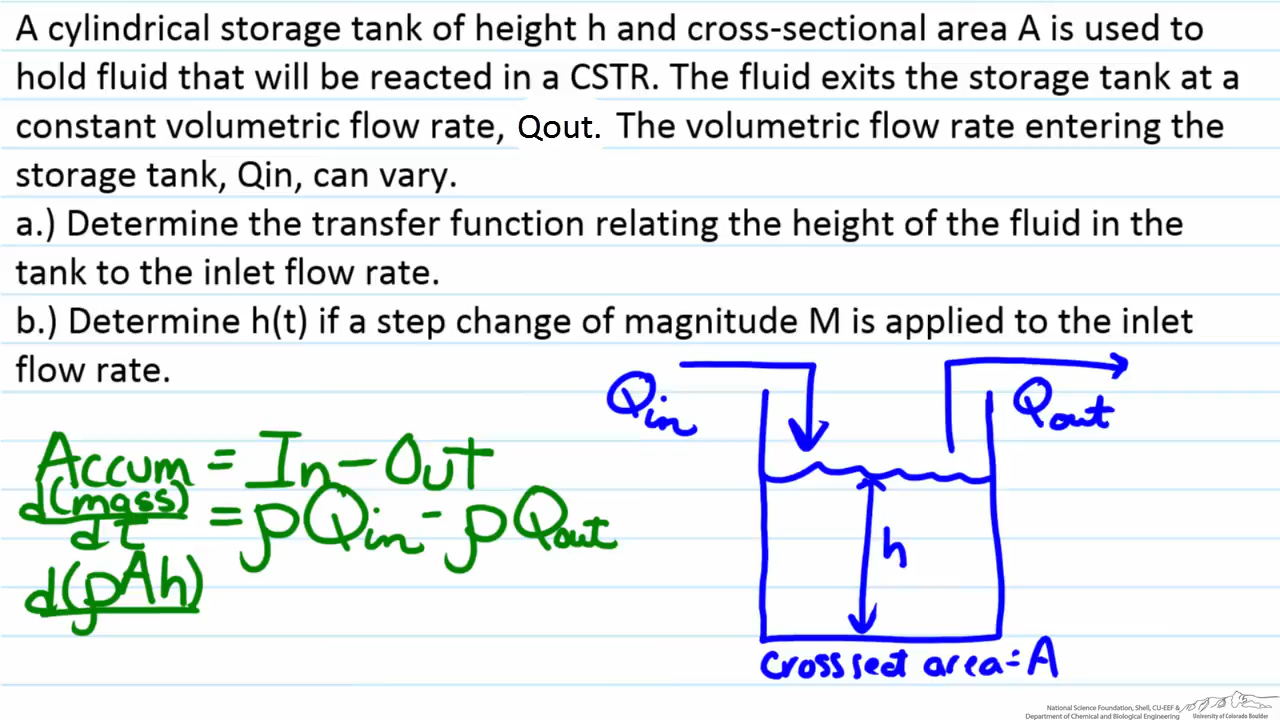 A cylindrical storage tank of height h and cross-sectional area A is used to
hold fluid that will be reacted in a CSTR. The fluid exits the storage tank at a
constant volumetric flow rate, Qout. The volumetric flow rate entering the
storage tank, Qin, can vary.
a.) Determine the transfer function relating the height of the fluid in the
tank to the inlet flow rate.
b.) Determine h(t) if a step change of magnitude M is applied to the inlet
flow rate.
Qin
Qout
Accum = In - Out
d(mass)
dt
= ρQin - ρQout
h
d(ρAh)
cross sect area = A
National Science Foundation, Shell, CU-EEF &
Department of Chemical and Biological Engineering
University of Colorado Boulder